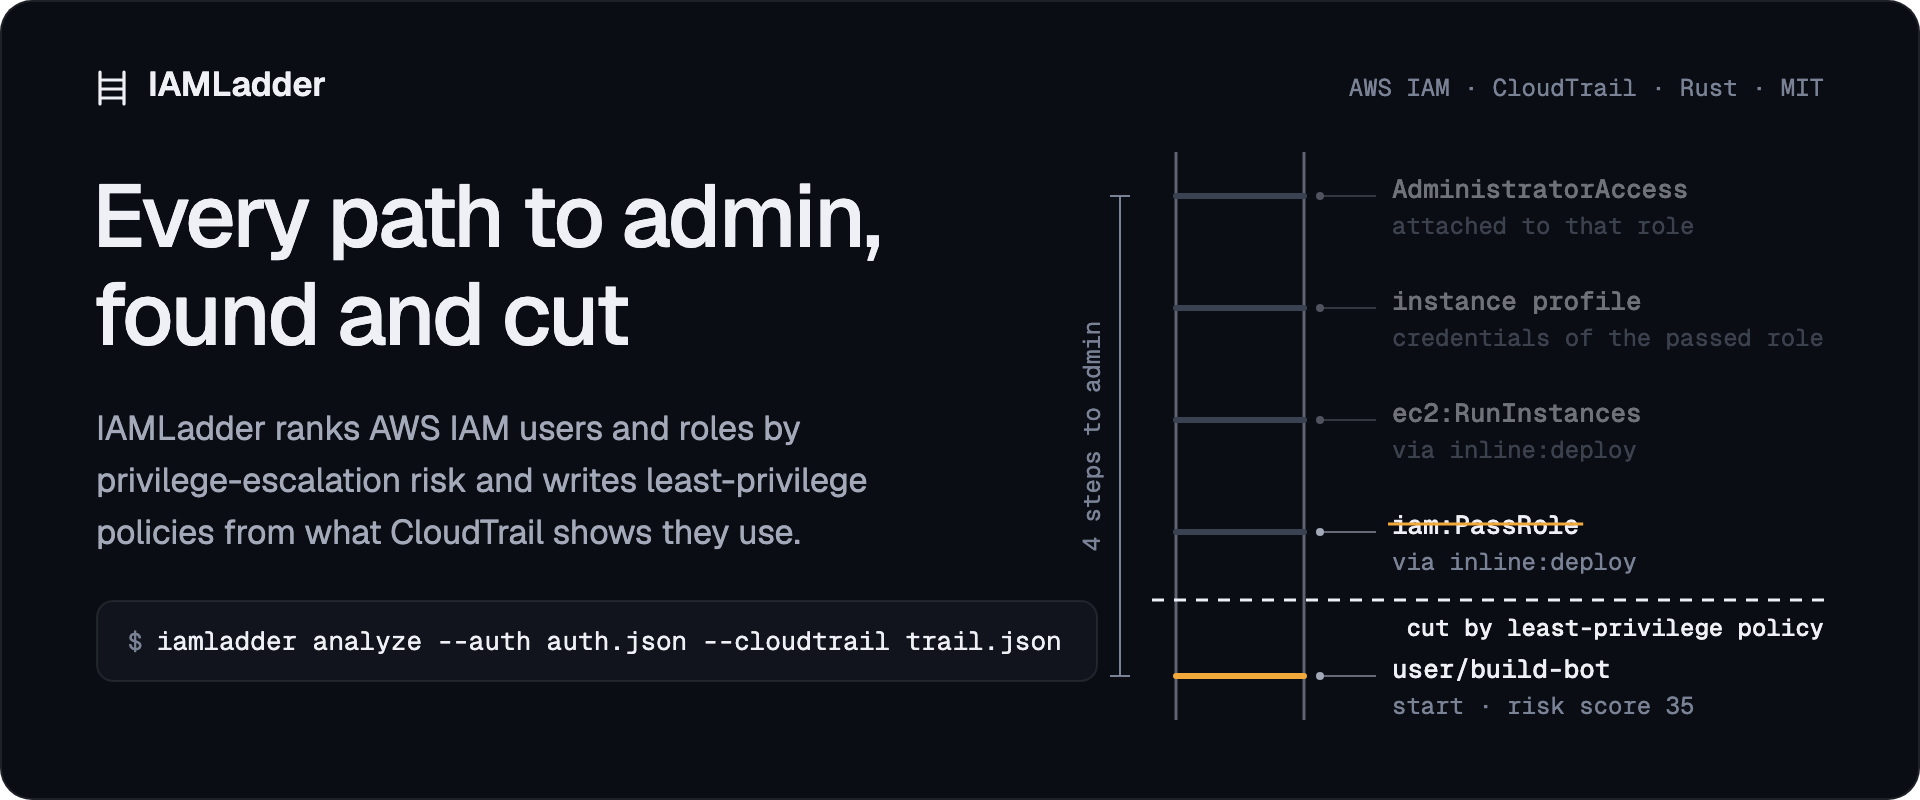 IAMLadder
AWS IAM · CloudTrail · Rust · MIT
Every path to admin,
found and cut
IAMLadder ranks AWS IAM users and roles by
privilege-escalation risk and writes least-privilege
policies from what CloudTrail shows they use.
$ iamladder analyze --auth auth.json --cloudtrail trail.json
4 steps to admin
AdministratorAccess
attached to that role
instance profile
credentials of the passed role
ec2:RunInstances
via inline:deploy
iam:PassRole
via inline:deploy
cut by least-privilege policy
user/build-bot
start · risk score 35